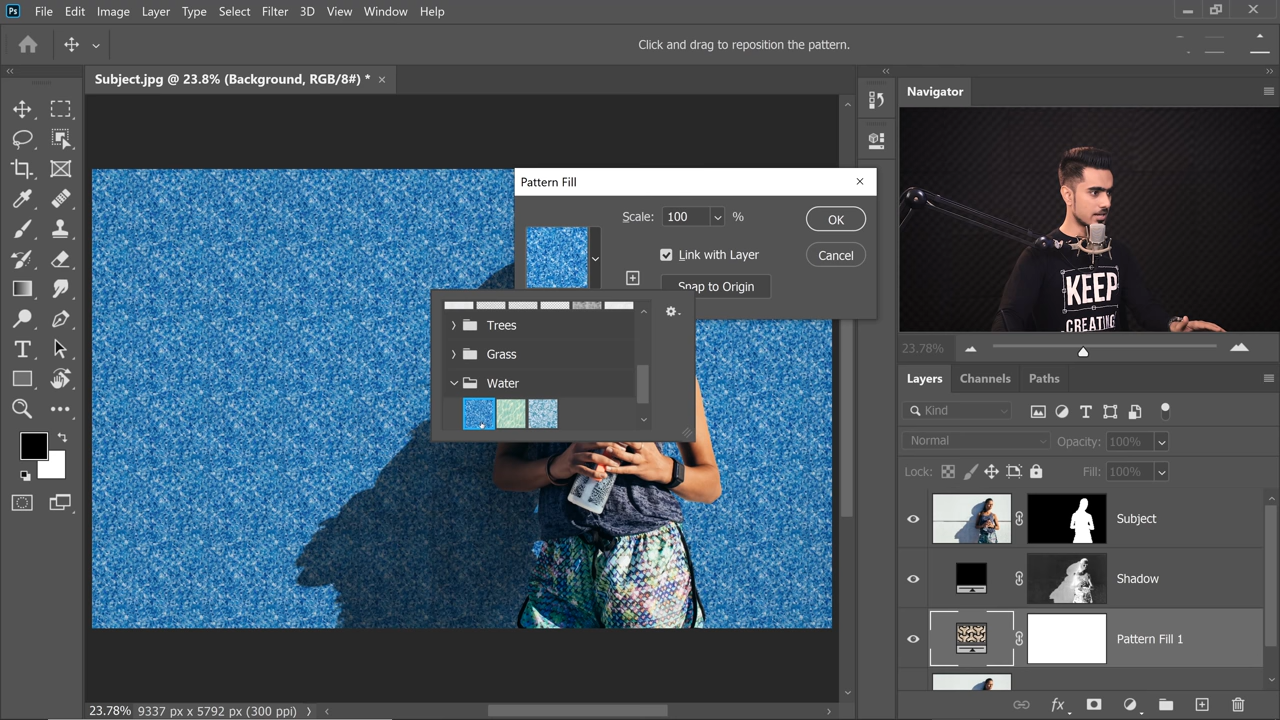 Ps File Edit Image Layer Type Select Filter 3D View Window Help
Click and drag to reposition the pattern.
Subject.jpg @ 23.8% (Background, RGB/8#) *
Navigator
Pattern Fill
Scale: 100 %
OK
Link with Layer
Cancel
Snap to Origin
Trees
Grass
Water
KEEP
CREATING
23.78%
Layers Channels Paths
Kind
Normal Opacity: 100%
Lock: Fill: 100%
Subject
Shadow
Pattern Fill 1
fx
23.78% 9337 px x 5792 px (300 ppi)